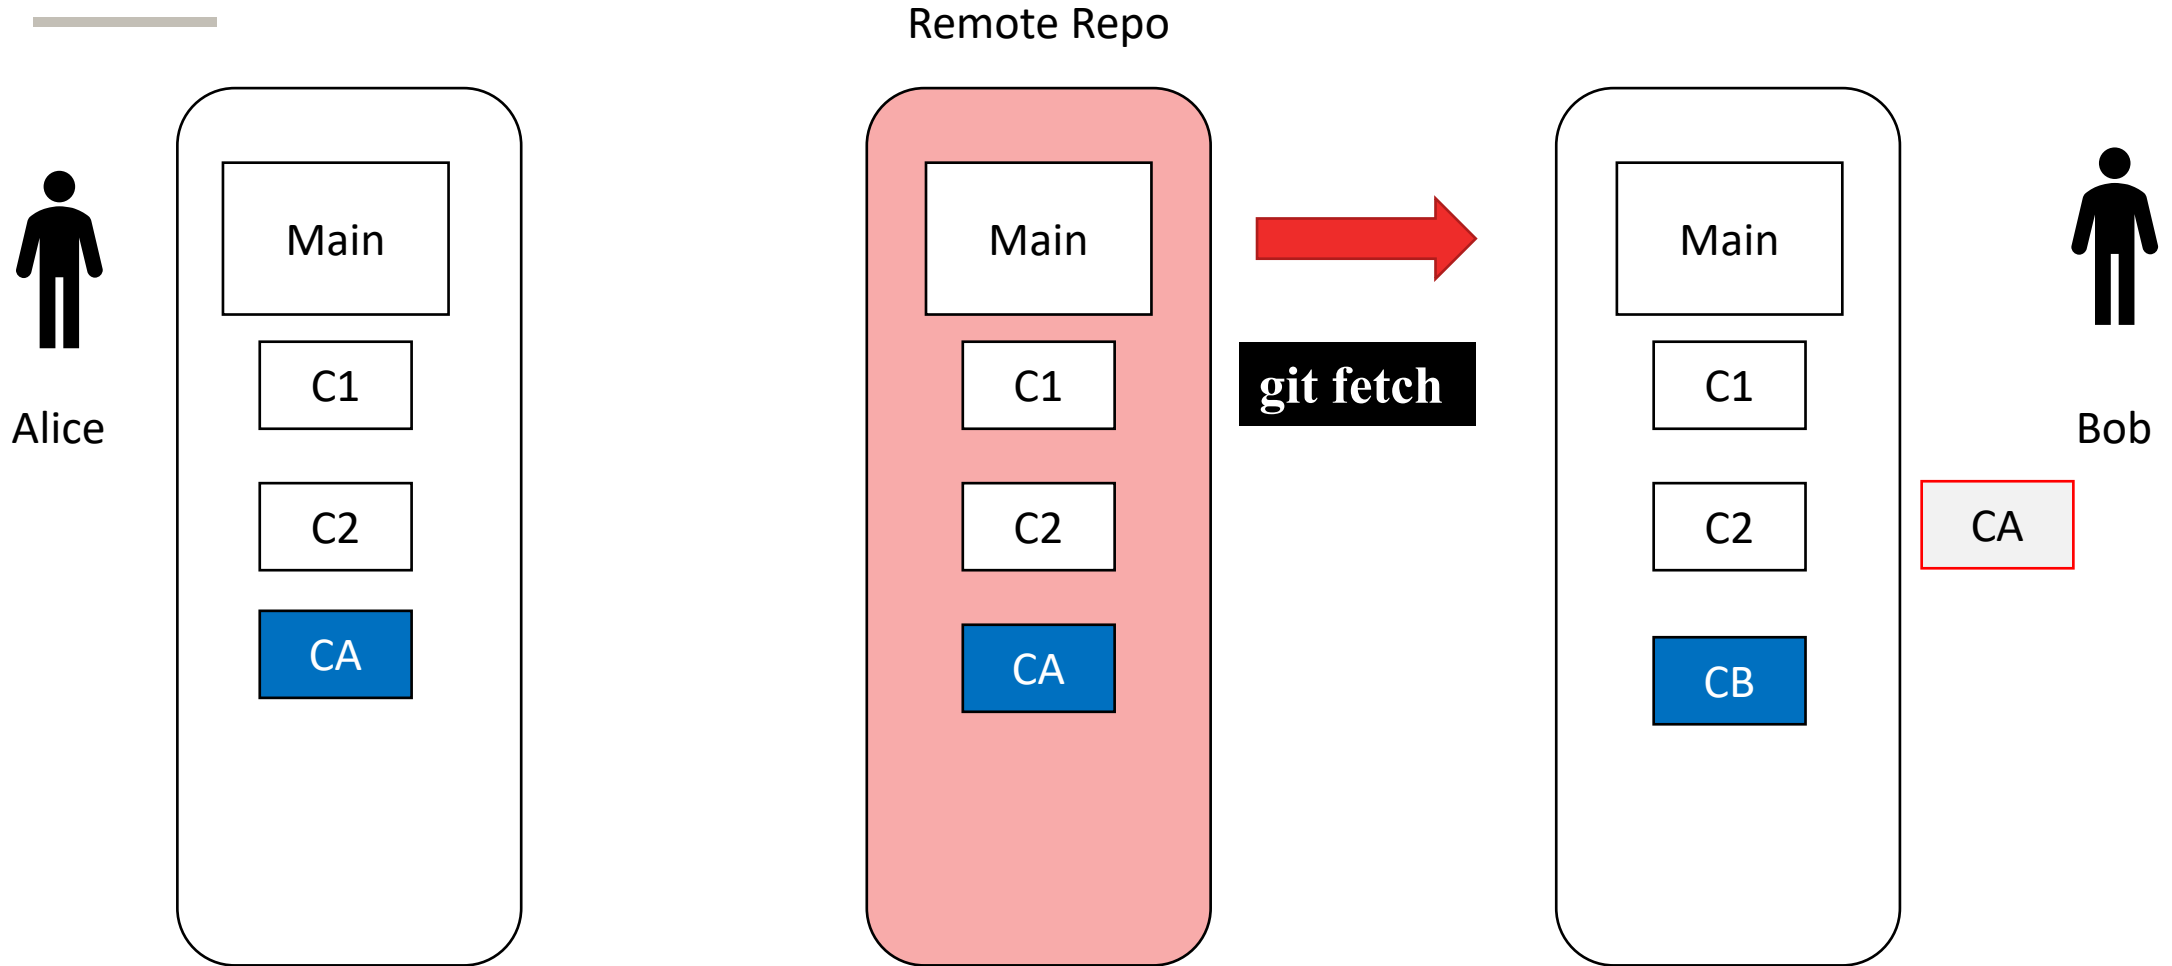 Remote Repo
Main
Main
Main
C1
C1
git fetch
C1
Alice
Bob
C2
C2
C2
CA
CA
CA
CB